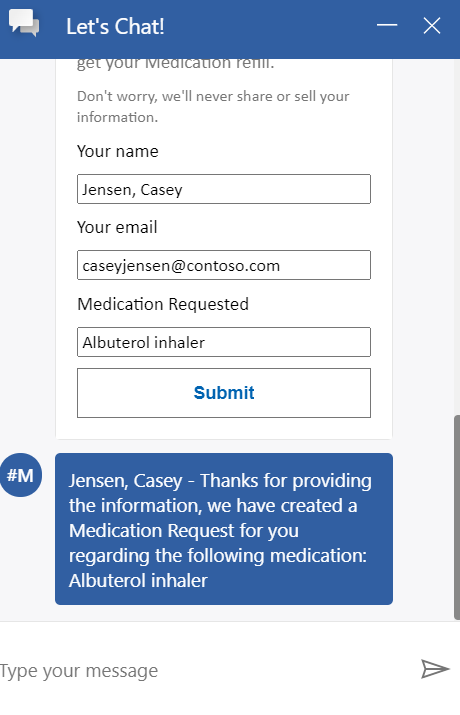 Let's Chat!
get your Medication refill.
Don't worry, we'll never share or sell your
information.
Your name
Jensen, Casey
Your email
caseyjensen@contoso.com
Medication Requested
Albuterol inhaler
Submit
#M
Jensen, Casey - Thanks for providing
the information, we have created a
Medication Request for you
regarding the following medication:
Albuterol inhaler
Type your message